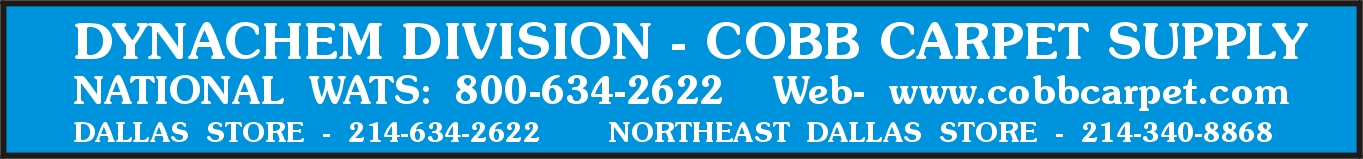 DYNACHEM DIVISION - COBB CARPET SUPPLY
NATIONAL WATS: 800-634-2622 Web- www.cobbcarpet.com
DALLAS STORE - 214-634-2622 NORTHEAST DALLAS STORE - 214-340-8868